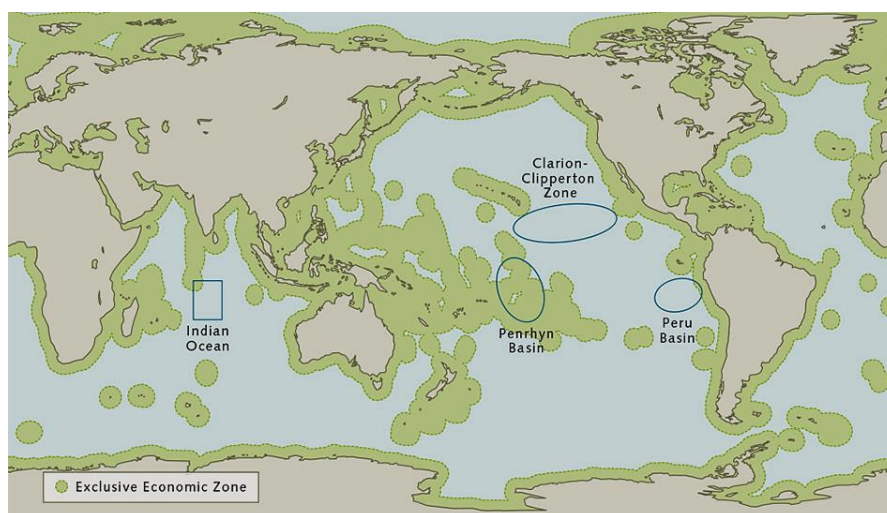 Clarion-
Clipperton
Zone
Indian
Ocean
Penrhyn
Basin
Peru
Basin
Exclusive Economic Zone